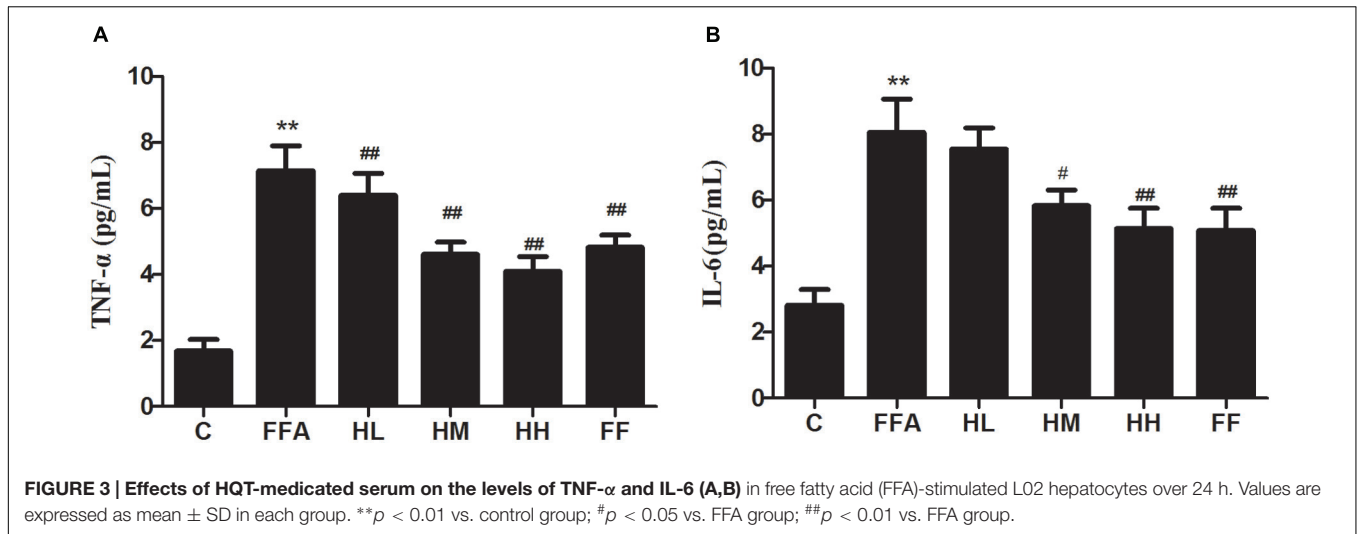 A
10
8
6
4
2
0
TNF-α (pg/mL)
**
##
##
##
##
C FFA HL HM HH FF
B
10
8
6
4
2
0
IL-6(pg/mL)
**
#
##
##
C FFA HL HM HH FF
FIGURE 3 | Effects of HQT-medicated serum on the levels of TNF-α and IL-6 (A,B) in free fatty acid (FFA)-stimulated L02 hepatocytes over 24 h. Values are
expressed as mean ± SD in each group. **p < 0.01 vs. control group; #p < 0.05 vs. FFA group; ##p < 0.01 vs. FFA group.